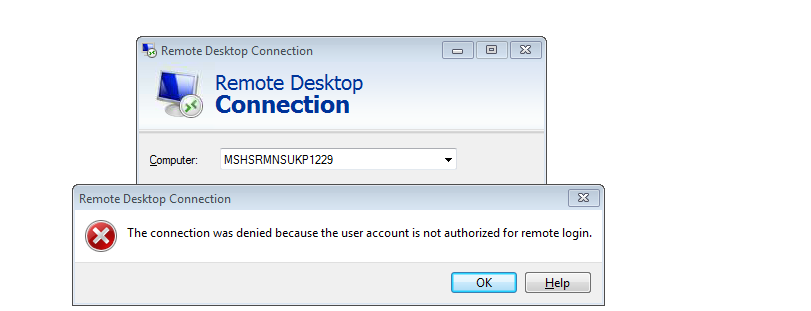 Remote Desktop Connection
Remote Desktop
Connection
Computer: MSHSRMNSUKP1229
Remote Desktop Connection
The connection was denied because the user account is not authorized for remote login.
OK Help